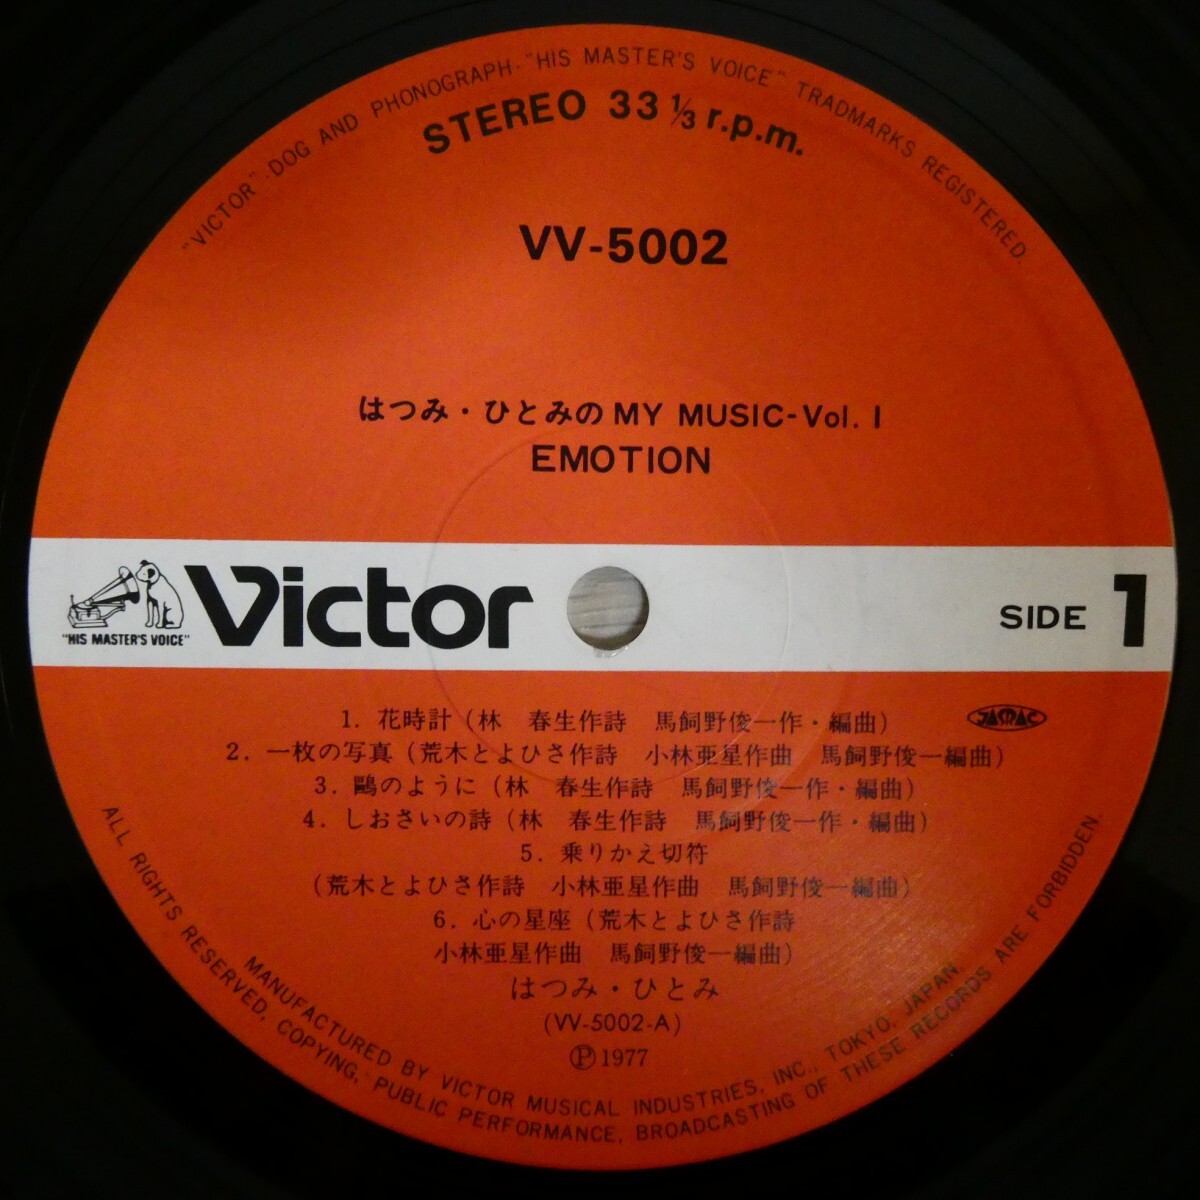 "VICTOR"·DOG AND PHONOGRAPH·"HIS MASTER'S VOICE" TRADMARKS REGISTERED.
STEREO 33 ⅓ r.p.m.
VV-5002
はつみ・ひとみの MY MUSIC-Vol. 1
EMOTION
"HIS MASTER'S VOICE"
Victor
SIDE 1
JASRAC
1. 花時計 (林 春生作詩 馬飼野俊一作・編曲)
2. 一枚の写真 (荒木とよひさ作詩 小林亜星作曲 馬飼野俊一編曲)
3. 鷗のように (林 春生作詩 馬飼野俊一作・編曲)
4. しおさいの詩 (林 春生作詩 馬飼野俊一作・編曲)
5. 乗りかえ切符
(荒木とよひさ作詩 小林亜星作曲 馬飼野俊一編曲)
6. 心の星座 (荒木とよひさ作詩
小林亜星作曲 馬飼野俊一編曲)
はつみ・ひとみ
(VV-5002-A)
Ⓟ1977
MANUFACTURED BY VICTOR MUSICAL INDUSTRIES, INC., TOKYO, JAPAN
ALL RIGHTS RESERVED, COPYING, PUBLIC PERFORMANCE, BROADCASTING OF THESE RECORDS ARE FORBIDDEN.